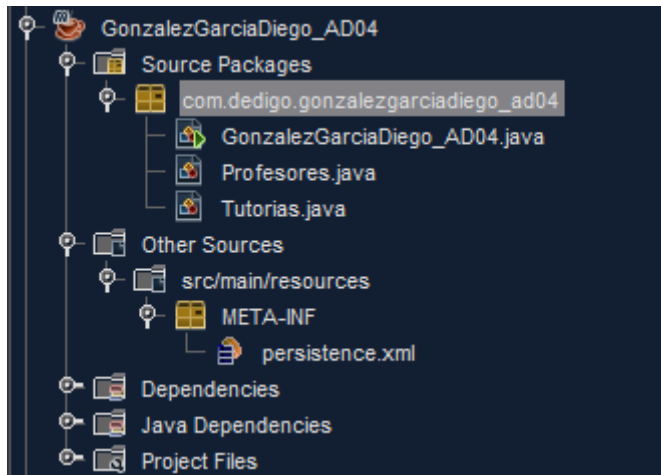 GonzalezGarciaDiego_AD04
Source Packages
com.dedigo.gonzalezgarciadiego_ad04
GonzalezGarciaDiego_AD04.java
Profesores.java
Tutorias.java
Other Sources
src/main/resources
META-INF
persistence.xml
Dependencies
Java Dependencies
Project Files